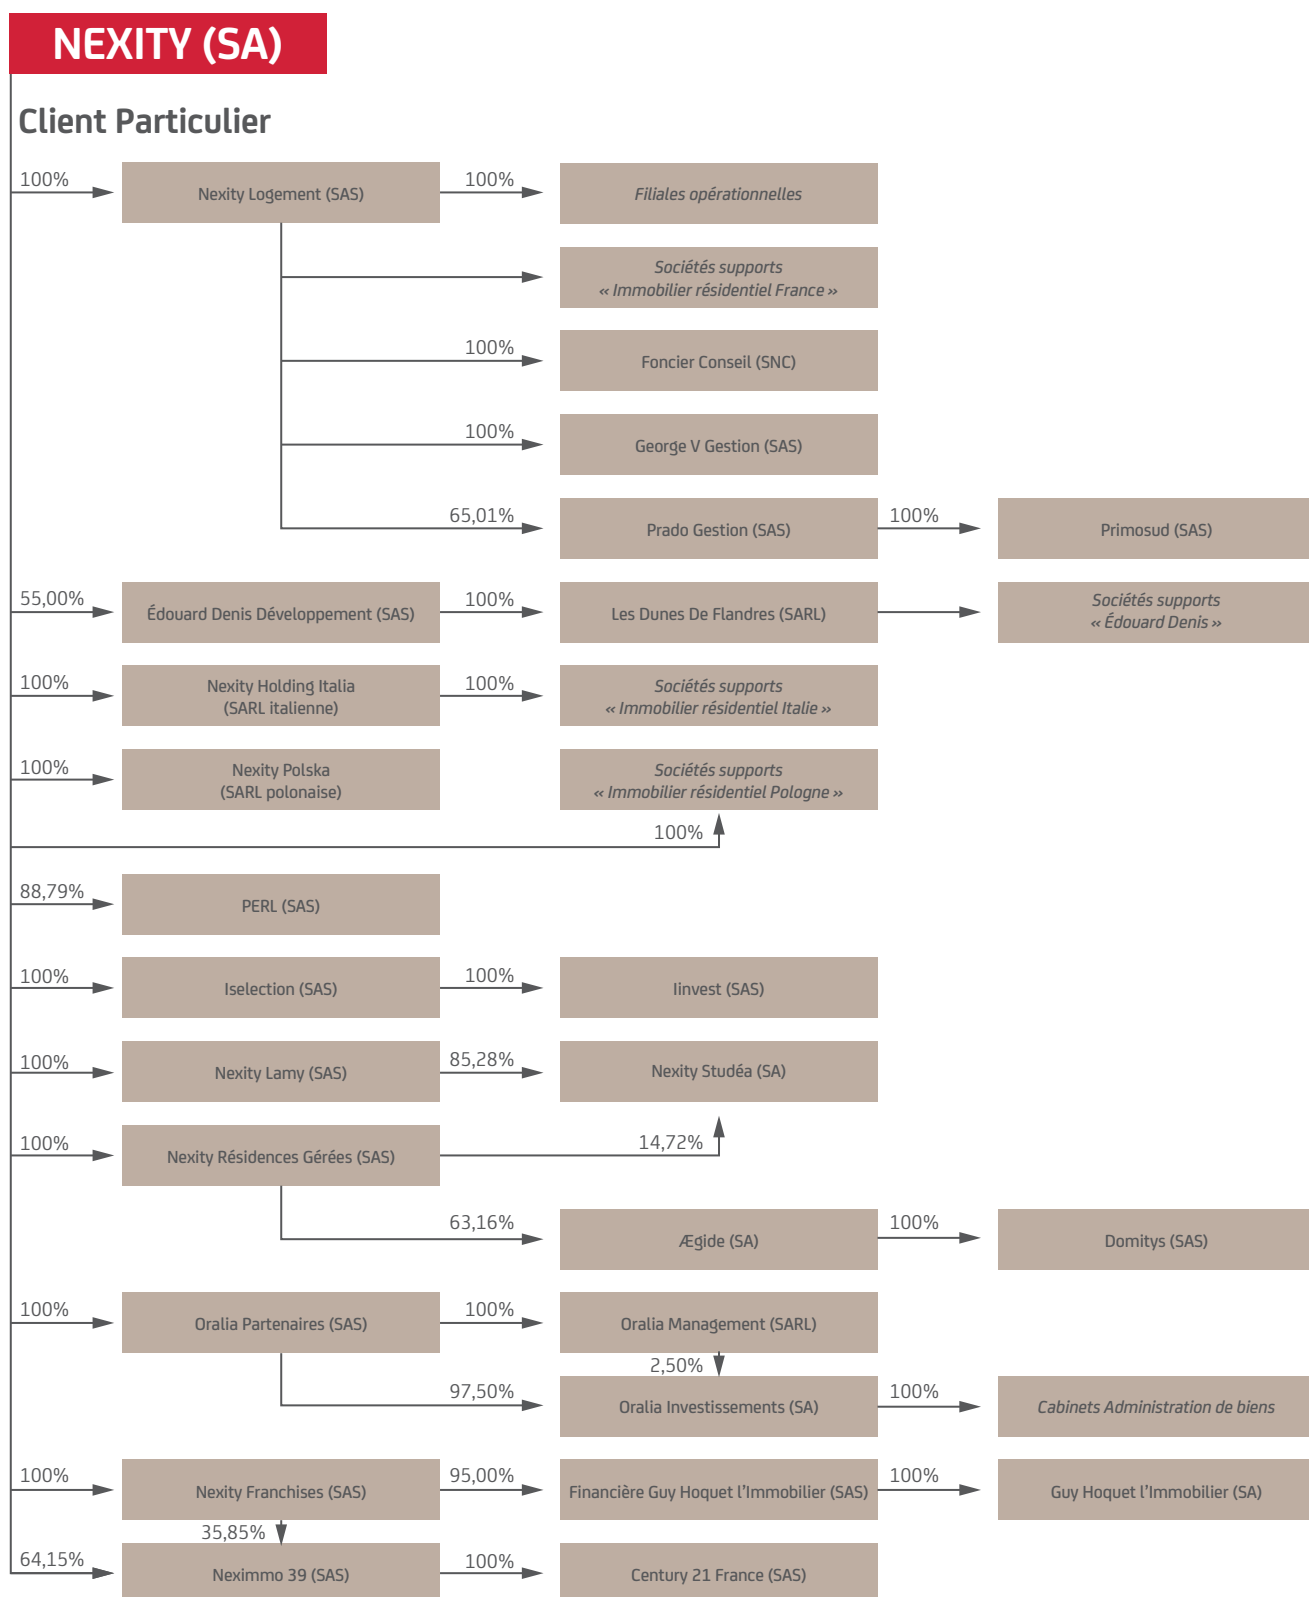 NEXITY (SA)
Client Particulier
100%
Nexity Logement (SAS)
100%
Filiales opérationnelles
Sociétés supports
« Immobilier résidentiel France »
100%
Foncier Conseil (SNC)
100%
George V Gestion (SAS)
65,01%
Prado Gestion (SAS)
100%
Primosud (SAS)
55,00%
Édouard Denis Développement (SAS)
100%
Les Dunes De Flandres (SARL)
Sociétés supports
« Édouard Denis »
100%
Nexity Holding Italia
(SARL italienne)
100%
Sociétés supports
« Immobilier résidentiel Italie »
100%
Nexity Polska
(SARL polonaise)
Sociétés supports
« Immobilier résidentiel Pologne »
100%
88,79%
PERL (SAS)
100%
Iselection (SAS)
100%
Iinvest (SAS)
100%
Nexity Lamy (SAS)
85,28%
Nexity Studéa (SA)
100%
Nexity Résidences Gérées (SAS)
14,72%
63,16%
Ægide (SA)
100%
Domitys (SAS)
100%
Oralia Partenaires (SAS)
100%
Oralia Management (SARL)
2,50%
97,50%
Oralia Investissements (SA)
100%
Cabinets Administration de biens
100%
Nexity Franchises (SAS)
95,00%
Financière Guy Hoquet l'Immobilier (SAS)
100%
Guy Hoquet l'Immobilier (SA)
35,85%
64,15%
Neximmo 39 (SAS)
100%
Century 21 France (SAS)